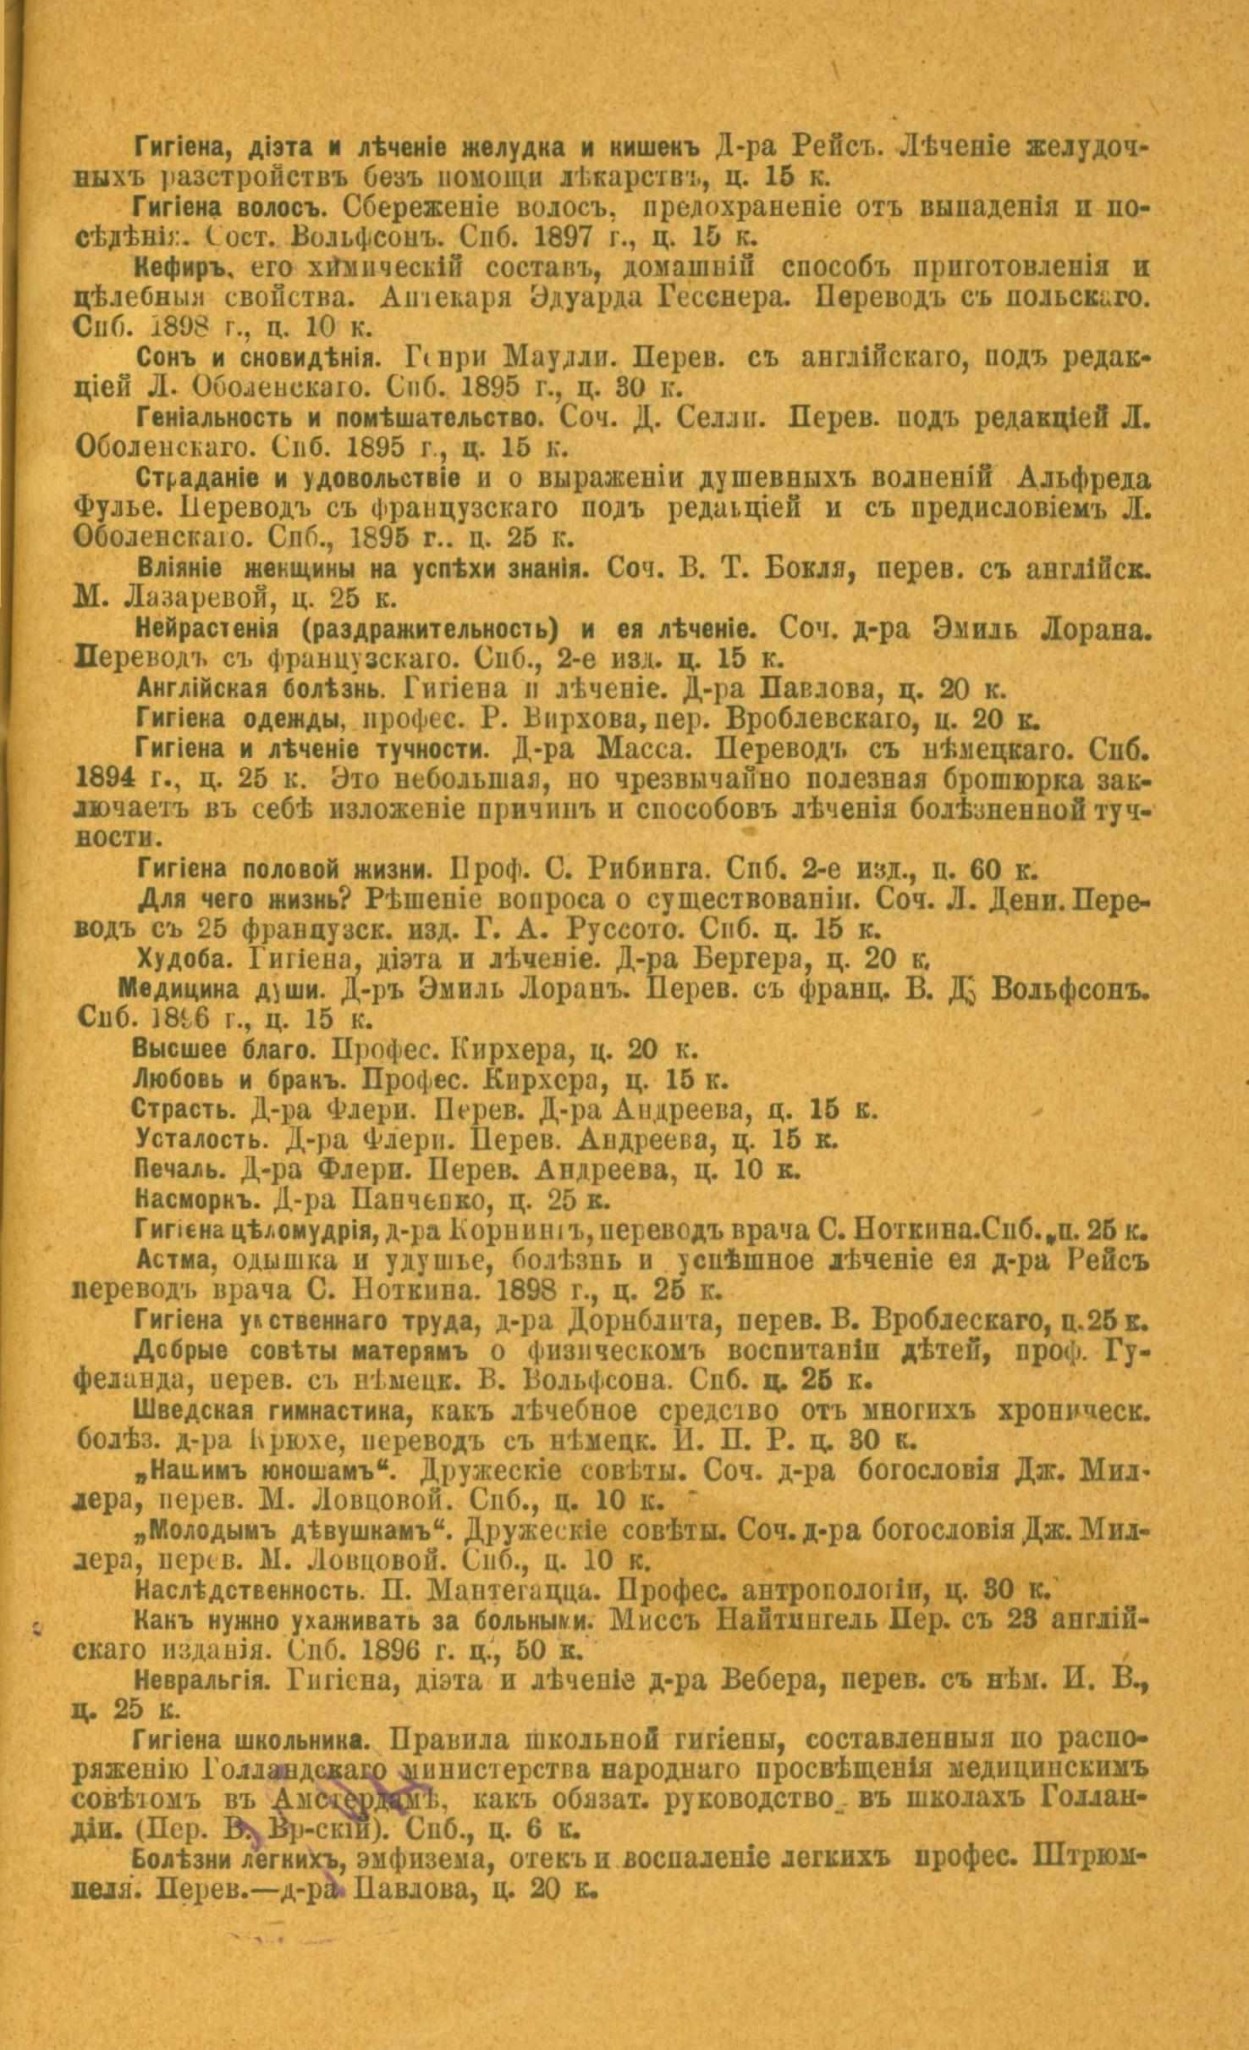 Гигіена, діэта и лѣченіе желудка и кишекъ Д-ра Рейсъ. Лѣченіе желудоч-
ныхъ разстройствъ безъ помощи лѣкарствъ, ц. 15 к.
Гигіена волосъ. Сбереженіе волосъ, предохраненіе отъ выпаденія и по-
сѣдѣнія. Сост. Вольфсонъ. Спб. 1897 г., ц. 15 к.
Кефиръ, его химическій составъ, домашній способъ приготовленія и
цѣлебныя свойства. Аптекаря Эдуарда Гесснера. Переводъ съ польскаго.
Спб. 1898 г., ц. 10 к.
Сонъ и сновидѣнія. Генри Маудли. Перев. съ англійскаго, подъ редак-
ціей Л. Оболенскаго. Спб. 1895 г., ц. 30 к.
Геніальность и помѣшательство. Соч. Д. Селли. Перев. подъ редакціей Л.
Оболенскаго. Спб. 1895 г., ц. 15 к.
Страданіе и удовольствіе и о выраженіи душевныхъ волненій Альфреда
Фулье. Переводъ съ французскаго подъ редакціей и съ предисловіемъ Л.
Оболенскаго. Спб., 1895 г.. ц. 25 к.
Вліяніе женщины на успѣхи знанія. Соч. В. Т. Бокля, перев. съ англійск.
М. Лазаревой, ц. 25 к.
Нейрастенія (раздражительность) и ея лѣченіе. Соч. д-ра Эмиль Лорана.
Переводъ съ французскаго. Спб., 2-е изд. ц. 15 к.
Англійская болѣзнь. Гигіена и лѣченіе. Д-ра Павлова, ц. 20 к.
Гигіена одежды, профес. Р. Вирхова, пер. Вроблевскаго, ц. 20 к.
Гигіена и лѣченіе тучности. Д-ра Масса. Переводъ съ нѣмецкаго. Спб.
1894 г., ц. 25 к. Это небольшая, но чрезвычайно полезная брошюрка зак-
лючаетъ въ себѣ изложеніе причинъ и способовъ лѣченія болѣзненной туч-
ности.
Гигіена половой жизни. Проф. С. Рибинга. Спб. 2-е изд., ц. 60 к.
Для чего жизнь? Рѣшеніе вопроса о существованіи. Соч. Л. Дени. Пере-
водъ съ 25 французск. изд. Г. А. Руссото. Спб. ц. 15 к.
Худоба. Гигіена, діэта и лѣченіе. Д-ра Бергера, ц. 20 к.
Медицина души. Д-ръ Эмиль Лоранъ. Перев. съ франц. В. Д. Вольфсонъ.
Спб. 1896 г., ц. 15 к.
Высшее благо. Профес. Кирхера, ц. 20 к.
Любовь и бракъ. Профес. Кирхера, ц. 15 к.
Страсть. Д-ра Флери. Перев. Д-ра Андреева, ц. 15 к.
Усталость. Д-ра Флери. Перев. Андреева, ц. 15 к.
Печаль. Д-ра Флери. Перев. Андреева, ц. 10 к.
Насморкъ. Д-ра Панченко, ц. 25 к.
Гигіена цѣломудрія, д-ра Корнингъ, переводъ врача С. Ноткина. Спб., ц. 25 к.
Астма, одышка и удушье, болѣзнь и успѣшное лѣченіе ея д-ра Рейсъ
переводъ врача С. Ноткина. 1898 г., ц. 25 к.
Гигіена умственнаго труда, д-ра Дорнблита, перев. В. Вроблескаго, ц. 25 к.
Добрые совѣты матерямъ о физическомъ воспитаніи дѣтей, проф. Гу-
феланда, перев. съ нѣмецк. В. Вольфсона. Спб. ц. 25 к.
Шведская гимнастика, какъ лѣчебное средство отъ многихъ хроническ.
болѣз. д-ра Крюхе, переводъ съ нѣмецк. И. П. Р. ц. 30 к.
„Нашимъ юношамъ“. Дружескіе совѣты. Соч. д-ра богословія Дж. Мил-
лера, перев. М. Ловцовой. Спб., ц. 10 к.
„Молодымъ дѣвушкамъ“. Дружескіе совѣты. Соч. д-ра богословія Дж. Мил-
лера, перев. М. Ловцовой. Спб., ц. 10 к.
Наслѣдственность. П. Мантегацца. Профес. антропологіи, ц. 30 к.
Какъ нужно ухаживать за больными. Миссъ Найтингель Пер. съ 23 англій-
скаго изданія. Спб. 1896 г. ц., 50 к.
Невральгія. Гигіена, діэта и лѣченіе д-ра Вебера, перев. съ нѣм. И. В.,
ц. 25 к.
Гигіена школьника. Правила школьной гигіены, составленныя по распо-
ряженію Голландскаго министерства народнаго просвѣщенія медицинскимъ
совѣтомъ въ Амстердамѣ, какъ обязат. руководство въ школахъ Голлан-
діи. (Пер. В. Вр-скій). Спб., ц. 6 к.
Болѣзни легкихъ, эмфизема, отекъ и воспаленіе легкихъ профес. Штрюм-
пеля. Перев.—д-ра Павлова, ц. 20 к.